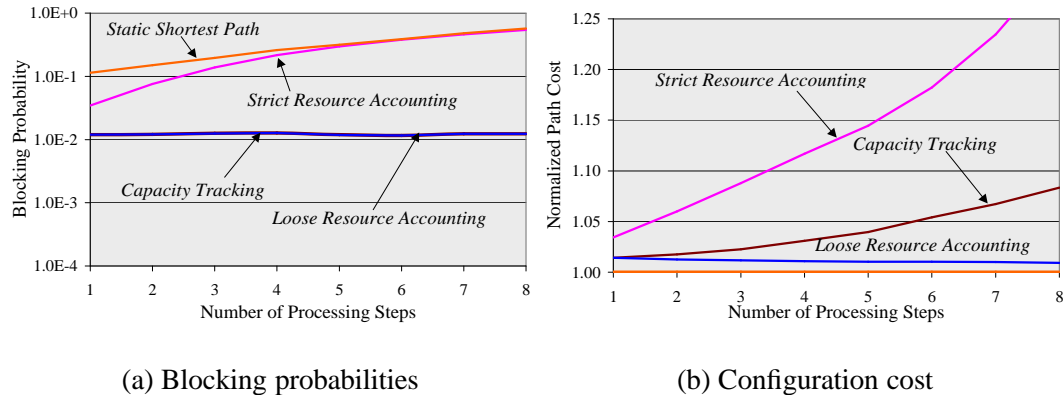 1.0E+0
1.0E-1
1.0E-2
1.0E-3
1.0E-4
Blocking Probability
Static Shortest Path
Strict Resource Accounting
Capacity Tracking
Loose Resource Accounting
1 2 3 4 5 6 7 8
Number of Processing Steps
(a) Blocking probabilities
1.25
1.20
1.15
1.10
1.05
1.00
Normalized Path Cost
Strict Resource Accounting
Capacity Tracking
Loose Resource Accounting
1 2 3 4 5 6 7 8
Number of Processing Steps
(b) Configuration cost